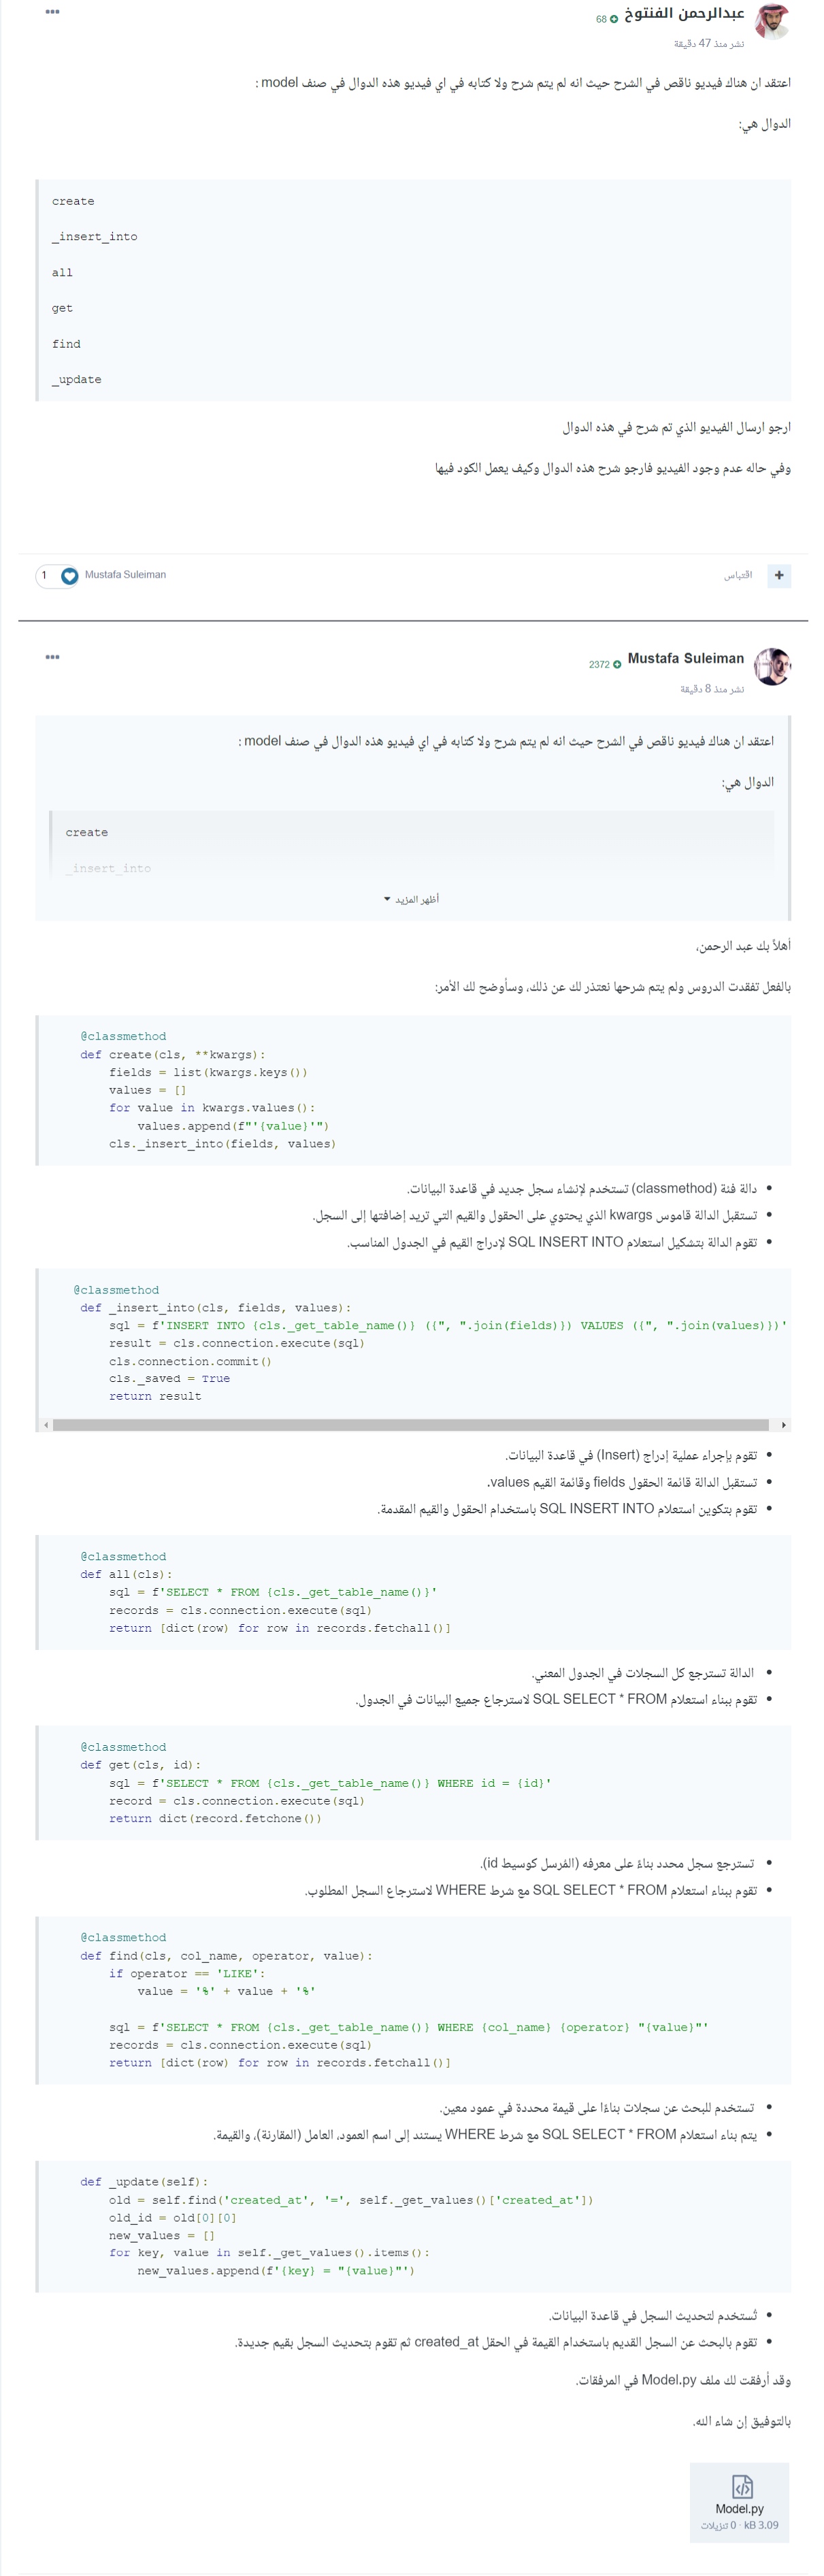 عبدالرحمن الفنتوخ
68
نشر منذ 47 دقيقة
اعتقد ان هناك فيديو ناقص في الشرح حيث انه لم يتم شرح ولا كتابه في اي فيديو هذه الدوال في صنف model :
الدوال هي:
create
_insert_into
all
get
find
_update
ارجو ارسال الفيديو الذي تم شرح في هذه الدوال
وفي حاله عدم وجود الفيديو فارجو شرح هذه الدوال وكيف يعمل الكود فيها
اقتباس
Mustafa Suleiman
1
Mustafa Suleiman
2372
نشر منذ 8 دقيقة
اعتقد ان هناك فيديو ناقص في الشرح حيث انه لم يتم شرح ولا كتابه في اي فيديو هذه الدوال في صنف model :
الدوال هي:
create
_insert_into
أظهر المزيد
أهلاً بك عبد الرحمن،
بالفعل تفقدت الدروس ولم يتم شرحها نعتذر لك عن ذلك، وسأوضح لك الأمر:
@classmethod
def create(cls, **kwargs):
fields = list(kwargs.keys())
values = []
for value in kwargs.values():
values.append(f"'{value}'")
cls._insert_into(fields, values)
دالة فئة (classmethod) تستخدم لإنشاء سجل جديد في قاعدة البيانات.
تستقبل الدالة قاموس kwargs الذي يحتوي على الحقول والقيم التي تريد إضافتها إلى السجل.
تقوم الدالة بتشكيل استعلام SQL INSERT INTO لإدراج القيم في الجدول المناسب.
@classmethod
def _insert_into(cls, fields, values):
sql = f'INSERT INTO {cls._get_table_name()} ({", ".join(fields)}) VALUES ({", ".join(values)})'
result = cls.connection.execute(sql)
cls.connection.commit()
cls._saved = True
return result
تقوم بإجراء عملية إدراج (Insert) في قاعدة البيانات.
تستقبل الدالة قائمة الحقول fields وقائمة القيم values.
تقوم بتكوين استعلام SQL INSERT INTO باستخدام الحقول والقيم المقدمة.
@classmethod
def all(cls):
sql = f'SELECT * FROM {cls._get_table_name()}'
records = cls.connection.execute(sql)
return [dict(row) for row in records.fetchall()]
الدالة تسترجع كل السجلات في الجدول المعني.
تقوم ببناء استعلام SQL SELECT * FROM لاسترجاع جميع البيانات في الجدول.
@classmethod
def get(cls, id):
sql = f'SELECT * FROM {cls._get_table_name()} WHERE id = {id}'
record = cls.connection.execute(sql)
return dict(record.fetchone())
تسترجع سجل محدد بناءً على معرفه (المُرسل كوسيط id).
تقوم ببناء استعلام SQL SELECT * FROM مع شرط WHERE لاسترجاع السجل المطلوب.
@classmethod
def find(cls, col_name, operator, value):
if operator == 'LIKE':
value = '%' + value + '%'
sql = f'SELECT * FROM {cls._get_table_name()} WHERE {col_name} {operator} "{value}"'
records = cls.connection.execute(sql)
return [dict(row) for row in records.fetchall()]
تستخدم للبحث عن سجلات بناءًا على قيمة محددة في عمود معين.
يتم بناء استعلام SQL SELECT * FROM مع شرط WHERE يستند إلى اسم العمود، العامل (المقارنة)، والقيمة.
def _update(self):
old = self.find('created_at', '=', self._get_values()['created_at'])
old_id = old[0][0]
new_values = []
for key, value in self._get_values().items():
new_values.append(f'{key} = "{value}"')
تُستخدم لتحديث السجل في قاعدة البيانات.
تقوم بالبحث عن السجل القديم باستخدام القيمة في الحقل created_at ثم تقوم بتحديث السجل بقيم جديدة.
وقد أرفقت لك ملف Model.py في المرفقات.
بالتوفيق إن شاء الله.
Model.py
3.09 kB · 0 تنزيلات